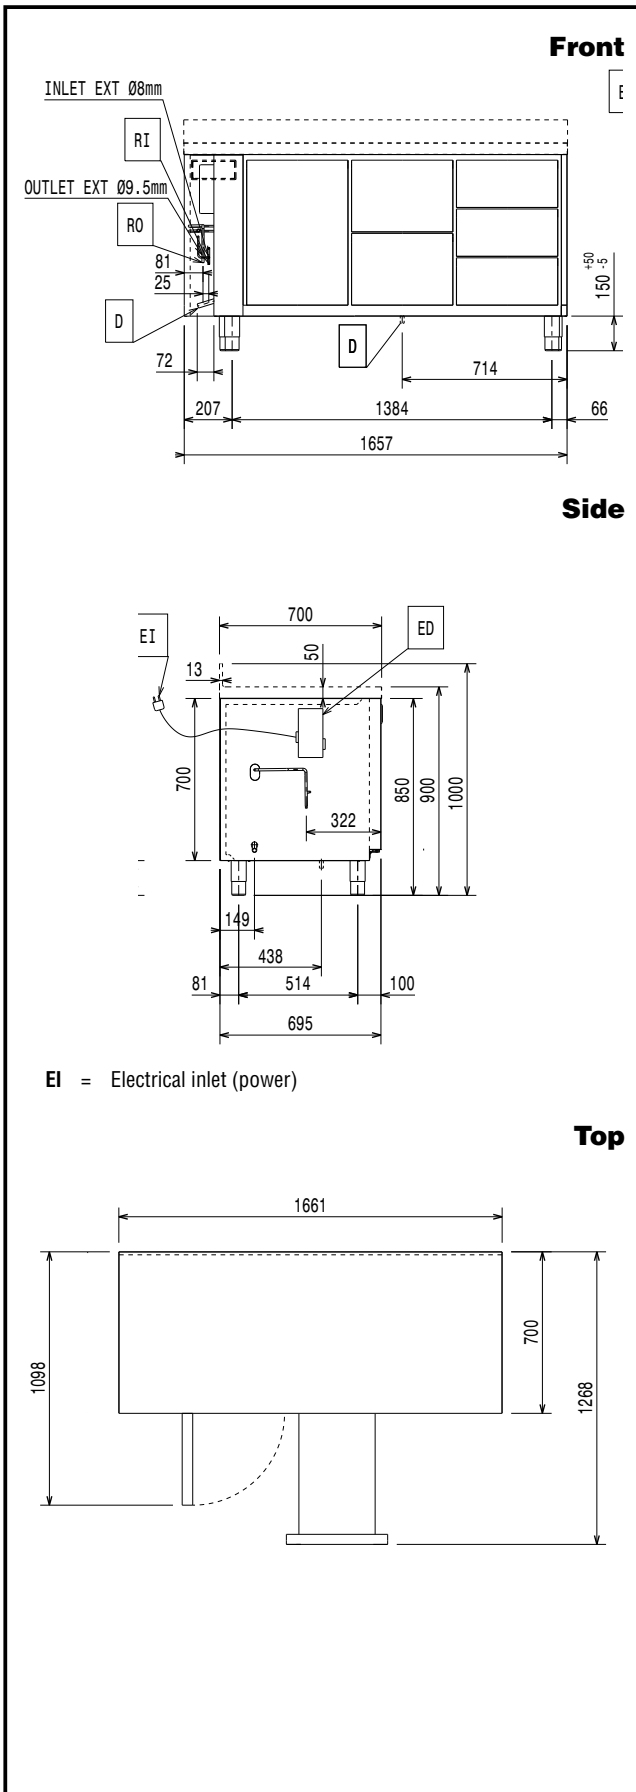 Front
E
INLET EXT Ø8mm
RI
OUTLET EXT Ø9.5mm
RO
81
25
D
D
72
150 +50 -5
714
207
1384
66
1657
Side
700
EI
ED
50
13
700
322
850
900
1000
149
438
81
514
100
695
EI = Electrical inlet (power)
Top
1661
1098
700
1268